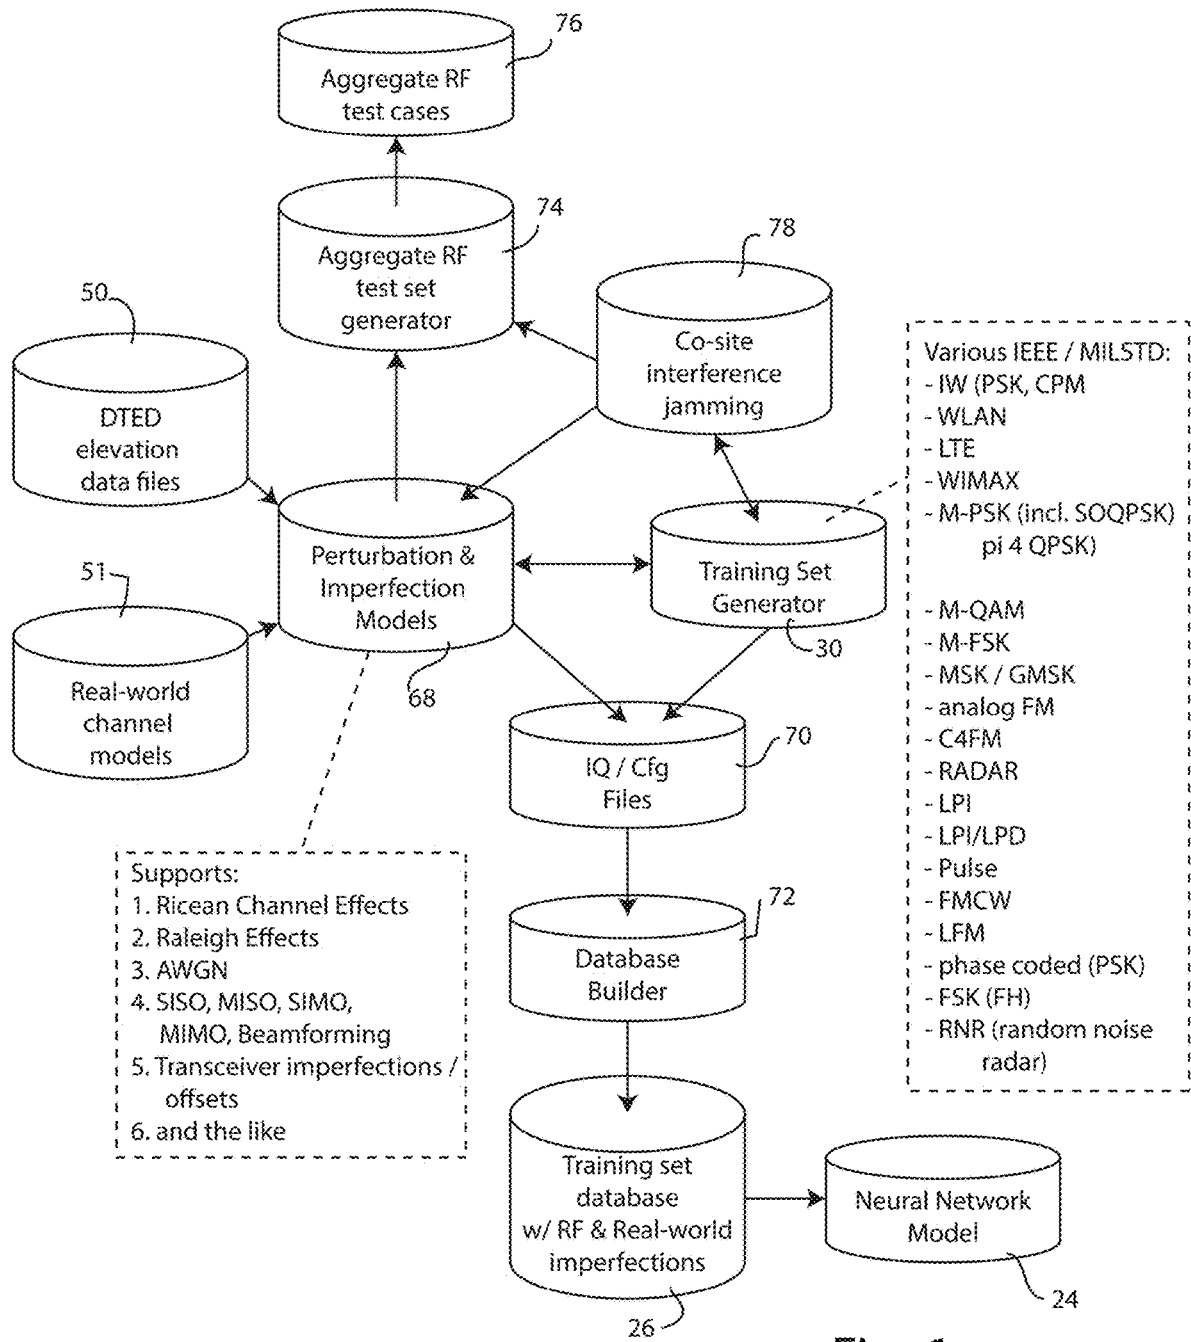 76
Aggregate RF
test cases
74
Aggregate RF
test set
generator
78
Co-site
interference
jamming
50
DTED
elevation
data files
51
Real-world
channel
models
Perturbation &
Imperfection
Models
68
Training Set
Generator
30
Various IEEE / MILSTD:
- IW (PSK, CPM
- WLAN
- LTE
- WIMAX
- M-PSK (incl. SOQPSK)
pi 4 QPSK)
- M-QAM
- M-FSK
- MSK / GMSK
- analog FM
- C4FM
- RADAR
- LPI
- LPI/LPD
- Pulse
- FMCW
- LFM
- phase coded (PSK)
- FSK (FH)
- RNR (random noise
radar)
70
IQ / Cfg
Files
Supports:
1. Ricean Channel Effects
2. Raleigh Effects
3. AWGN
4. SISO, MISO, SIMO,
MIMO, Beamforming
5. Transceiver imperfections /
offsets
6. and the like
72
Database
Builder
Training set
database
w/ RF & Real-world
imperfections
26
Neural Network
Model
24